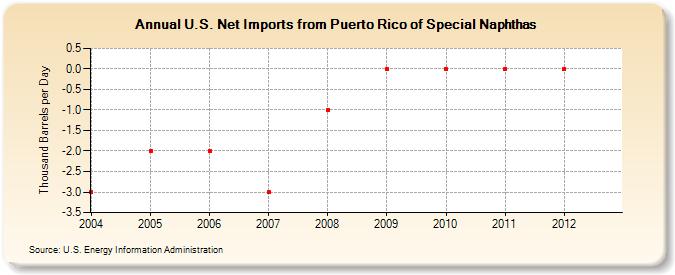 Annual U.S. Net Imports from Puerto Rico of Special Naphthas
Thousand Barrels per Day
0.5
0.0
-0.5
-1.0
-1.5
-2.0
-2.5
-3.0
-3.5
2004 2005 2006 2007 2008 2009 2010 2011 2012
Source: U.S. Energy Information Administration